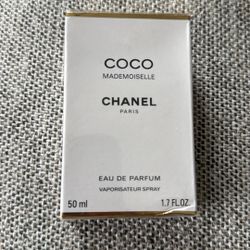 COCO
MADEMOISELLE
CHANEL
PARIS
EAU DE PARFUM
VAPORISATEUR SPRAY
50 ml 1.7 FL.OZ.